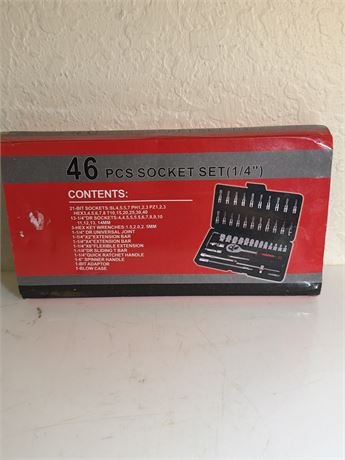 46 PCS SOCKET SET(1/4")
CONTENTS:
21-BIT SOCKETS:SL4,5.5,7 PH1,2,3 PZ1,2,3
HEX3,4,5,6,7,8 T10,15,20,25,30,40
13-1/4"DR SOCKETS:4,4.5,5,5.5,6,7,8,9,10
11,12,13, 14MM
3-HEX KEY WRENCHES:1.5,2.0,2. 5MM
1-1/4" DR UNIVERSAL JOINT
1-1/4"X2"EXTENSION BAR
1-1/4"X4"EXTENSION BAR
1-1/4"X6"FLEXIBLE EXTENSION
1-1/4"DR SLIDING T BAR
1-1/4"QUICK RATCHET HANDLE
1-6" SPINNER HANDLE
1-BIT ADAPTOR
1-BLOW CASE